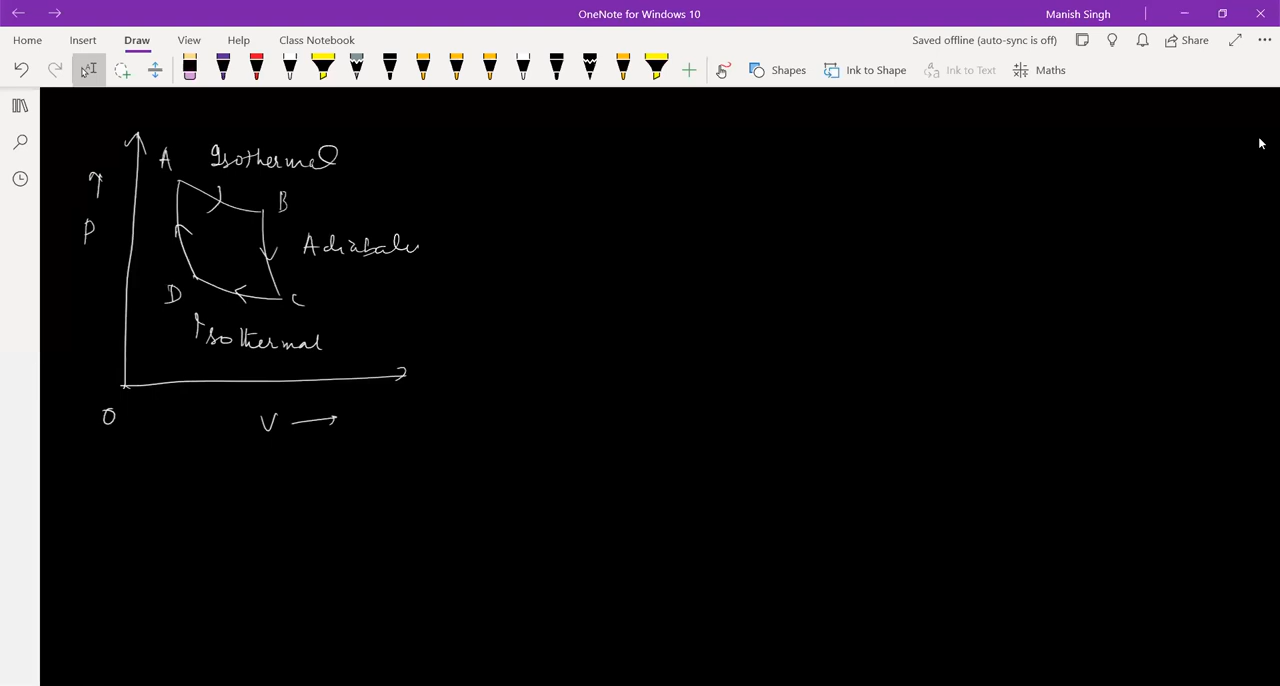 OneNote for Windows 10
Manish Singh
Home Insert Draw View Help Class Notebook
Saved offline (auto-sync is off) Share
Shapes Ink to Shape Ink to Text Maths
A Isothermal
B
P
D C
Isothermal
O
V